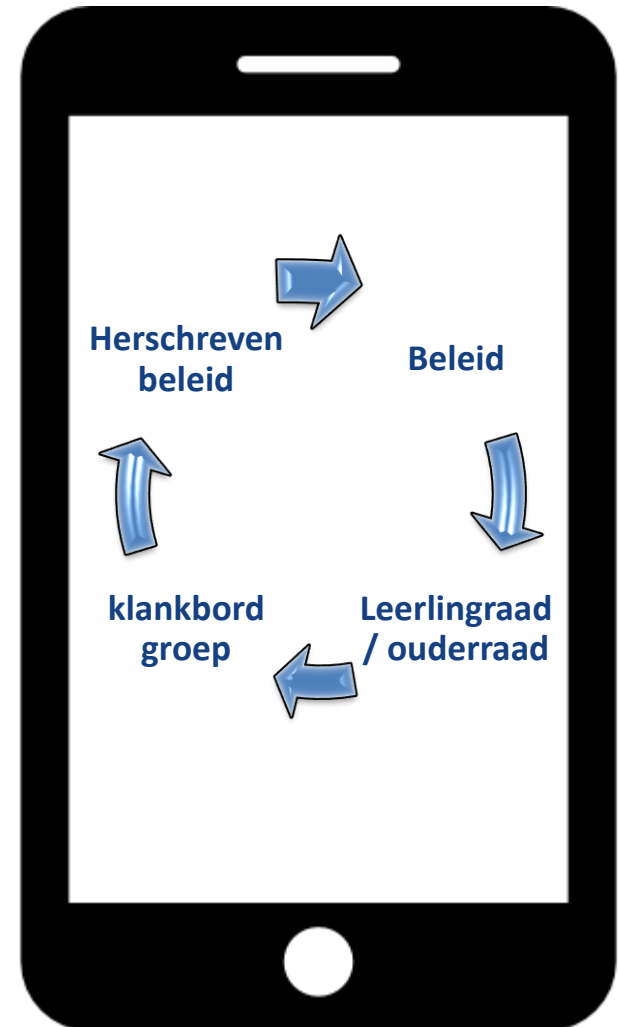 Herschreven
beleid
Beleid
klankbord
groep
Leerlingraad
/ ouderraad